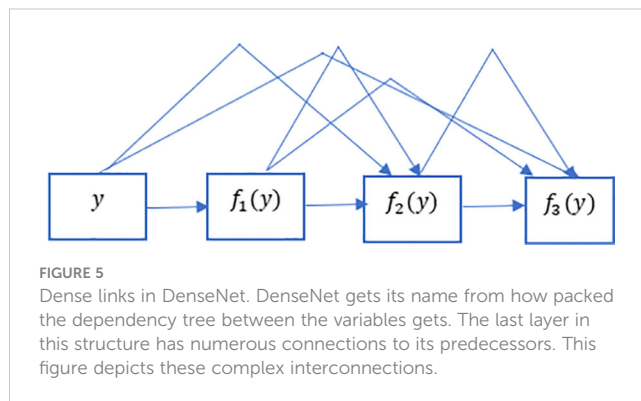 y
f₁(y)
f₂(y)
f₃(y)
FIGURE 5
Dense links in DenseNet. DenseNet gets its name from how packed
the dependency tree between the variables gets. The last layer in
this structure has numerous connections to its predecessors. This
figure depicts these complex interconnections.